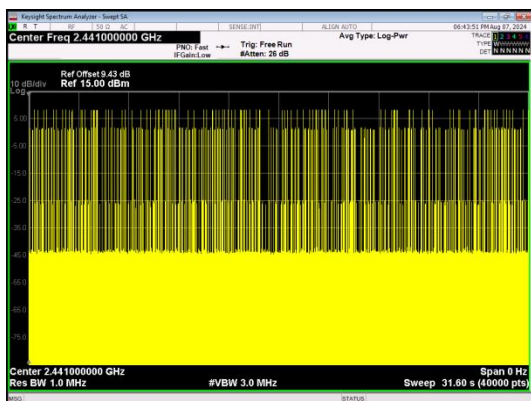 Keysight Spectrum Analyzer - Swept SA
R T RF 50 Ω AC SENSE:INT ALIGN AUTO 06:43:51 PM Aug 07, 2024
Center Freq 2.441000000 GHz
PNO: Fast
IFGain:Low
Trig: Free Run
#Atten: 26 dB
Avg Type: Log-Pwr
TRACE 1 2 3 4 5 6
TYPE
DET N N N N N N
Ref Offset 9.43 dB
10 dB/div Ref 15.00 dBm
Log
5.00
-5.00
-15.0
-25.0
-35.0
-45.0
-55.0
-65.0
-75.0
Center 2.441000000 GHz Span 0 Hz
Res BW 1.0 MHz #VBW 3.0 MHz Sweep 31.60 s (40000 pts)
MSG STATUS